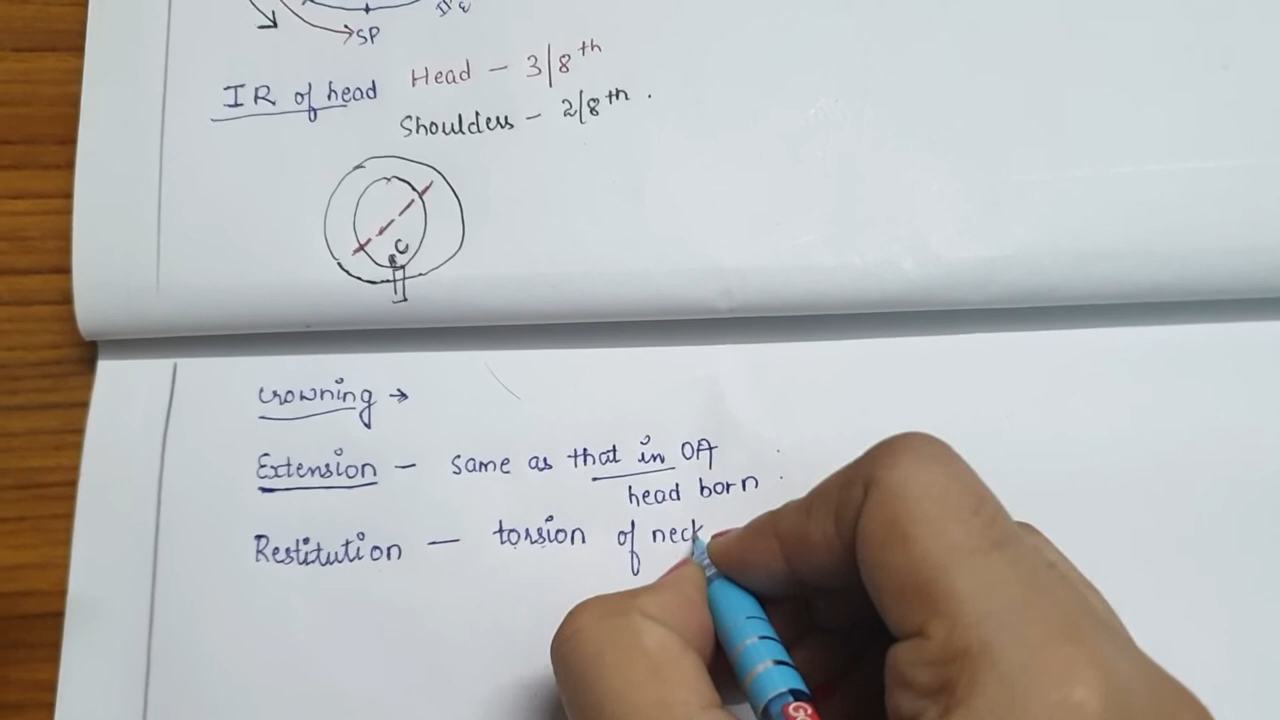 SP
IR of head Head - 3/8th
Shoulders - 2/8th .
C
Crowning →
Extension - same as that in OA
head born
Restitution - torsion of neck